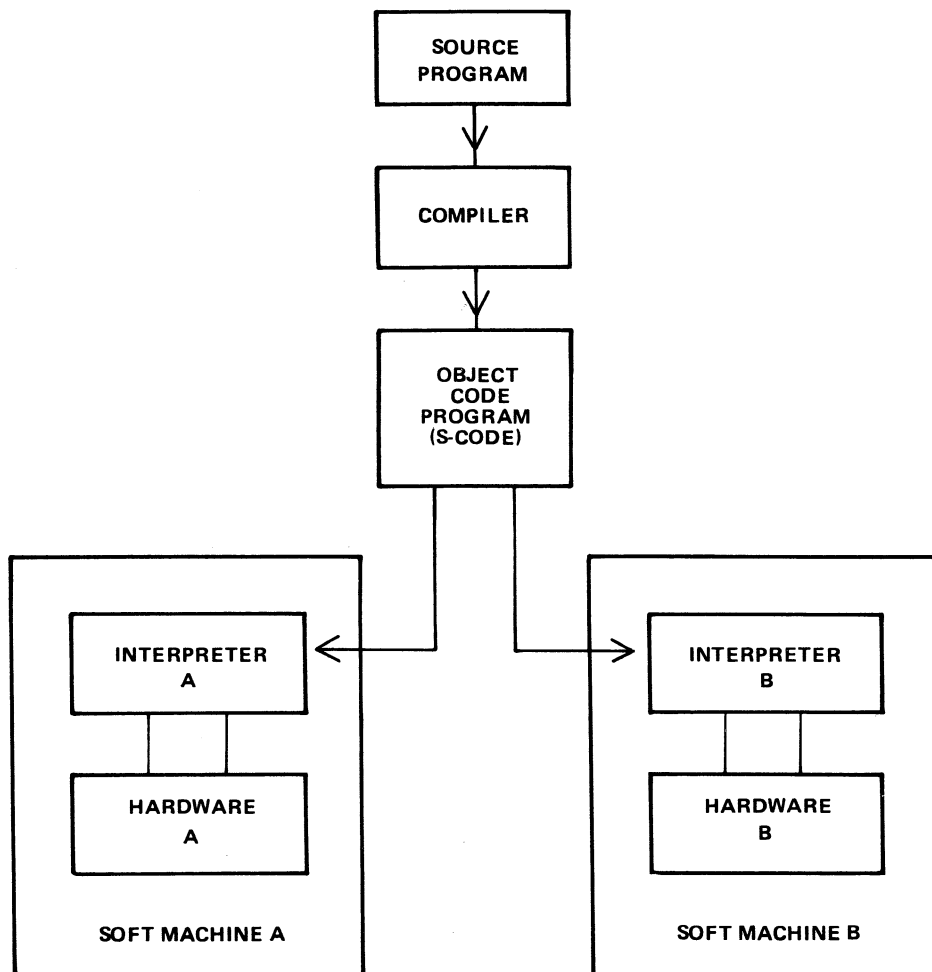 SOURCE
PROGRAM
COMPILER
OBJECT
CODE
PROGRAM
(S-CODE)
INTERPRETER
A
HARDWARE
A
SOFT MACHINE A
INTERPRETER
B
HARDWARE
B
SOFT MACHINE B